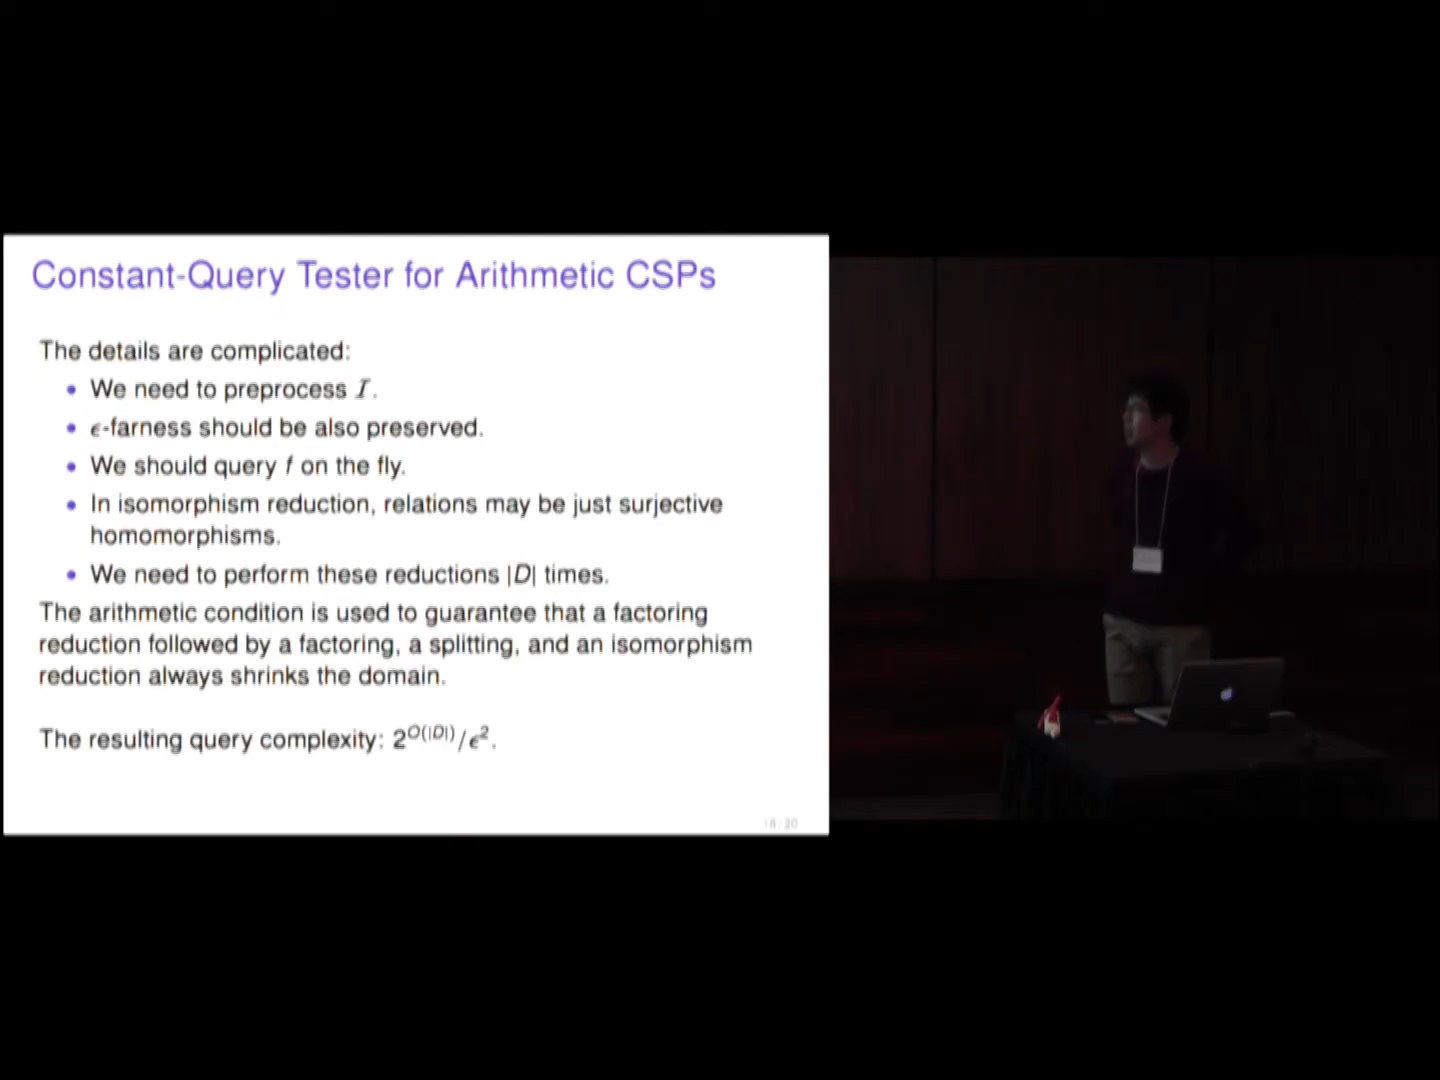 Constant-Query Tester for Arithmetic CSPs
The details are complicated:
• We need to preprocess I.
• ϵ-farness should be also preserved.
• We should query f on the fly.
• In isomorphism reduction, relations may be just surjective
homomorphisms.
• We need to perform these reductions |D| times.
The arithmetic condition is used to guarantee that a factoring
reduction followed by a factoring, a splitting, and an isomorphism
reduction always shrinks the domain.
The resulting query complexity: 2^{O(|D|)}/ϵ².